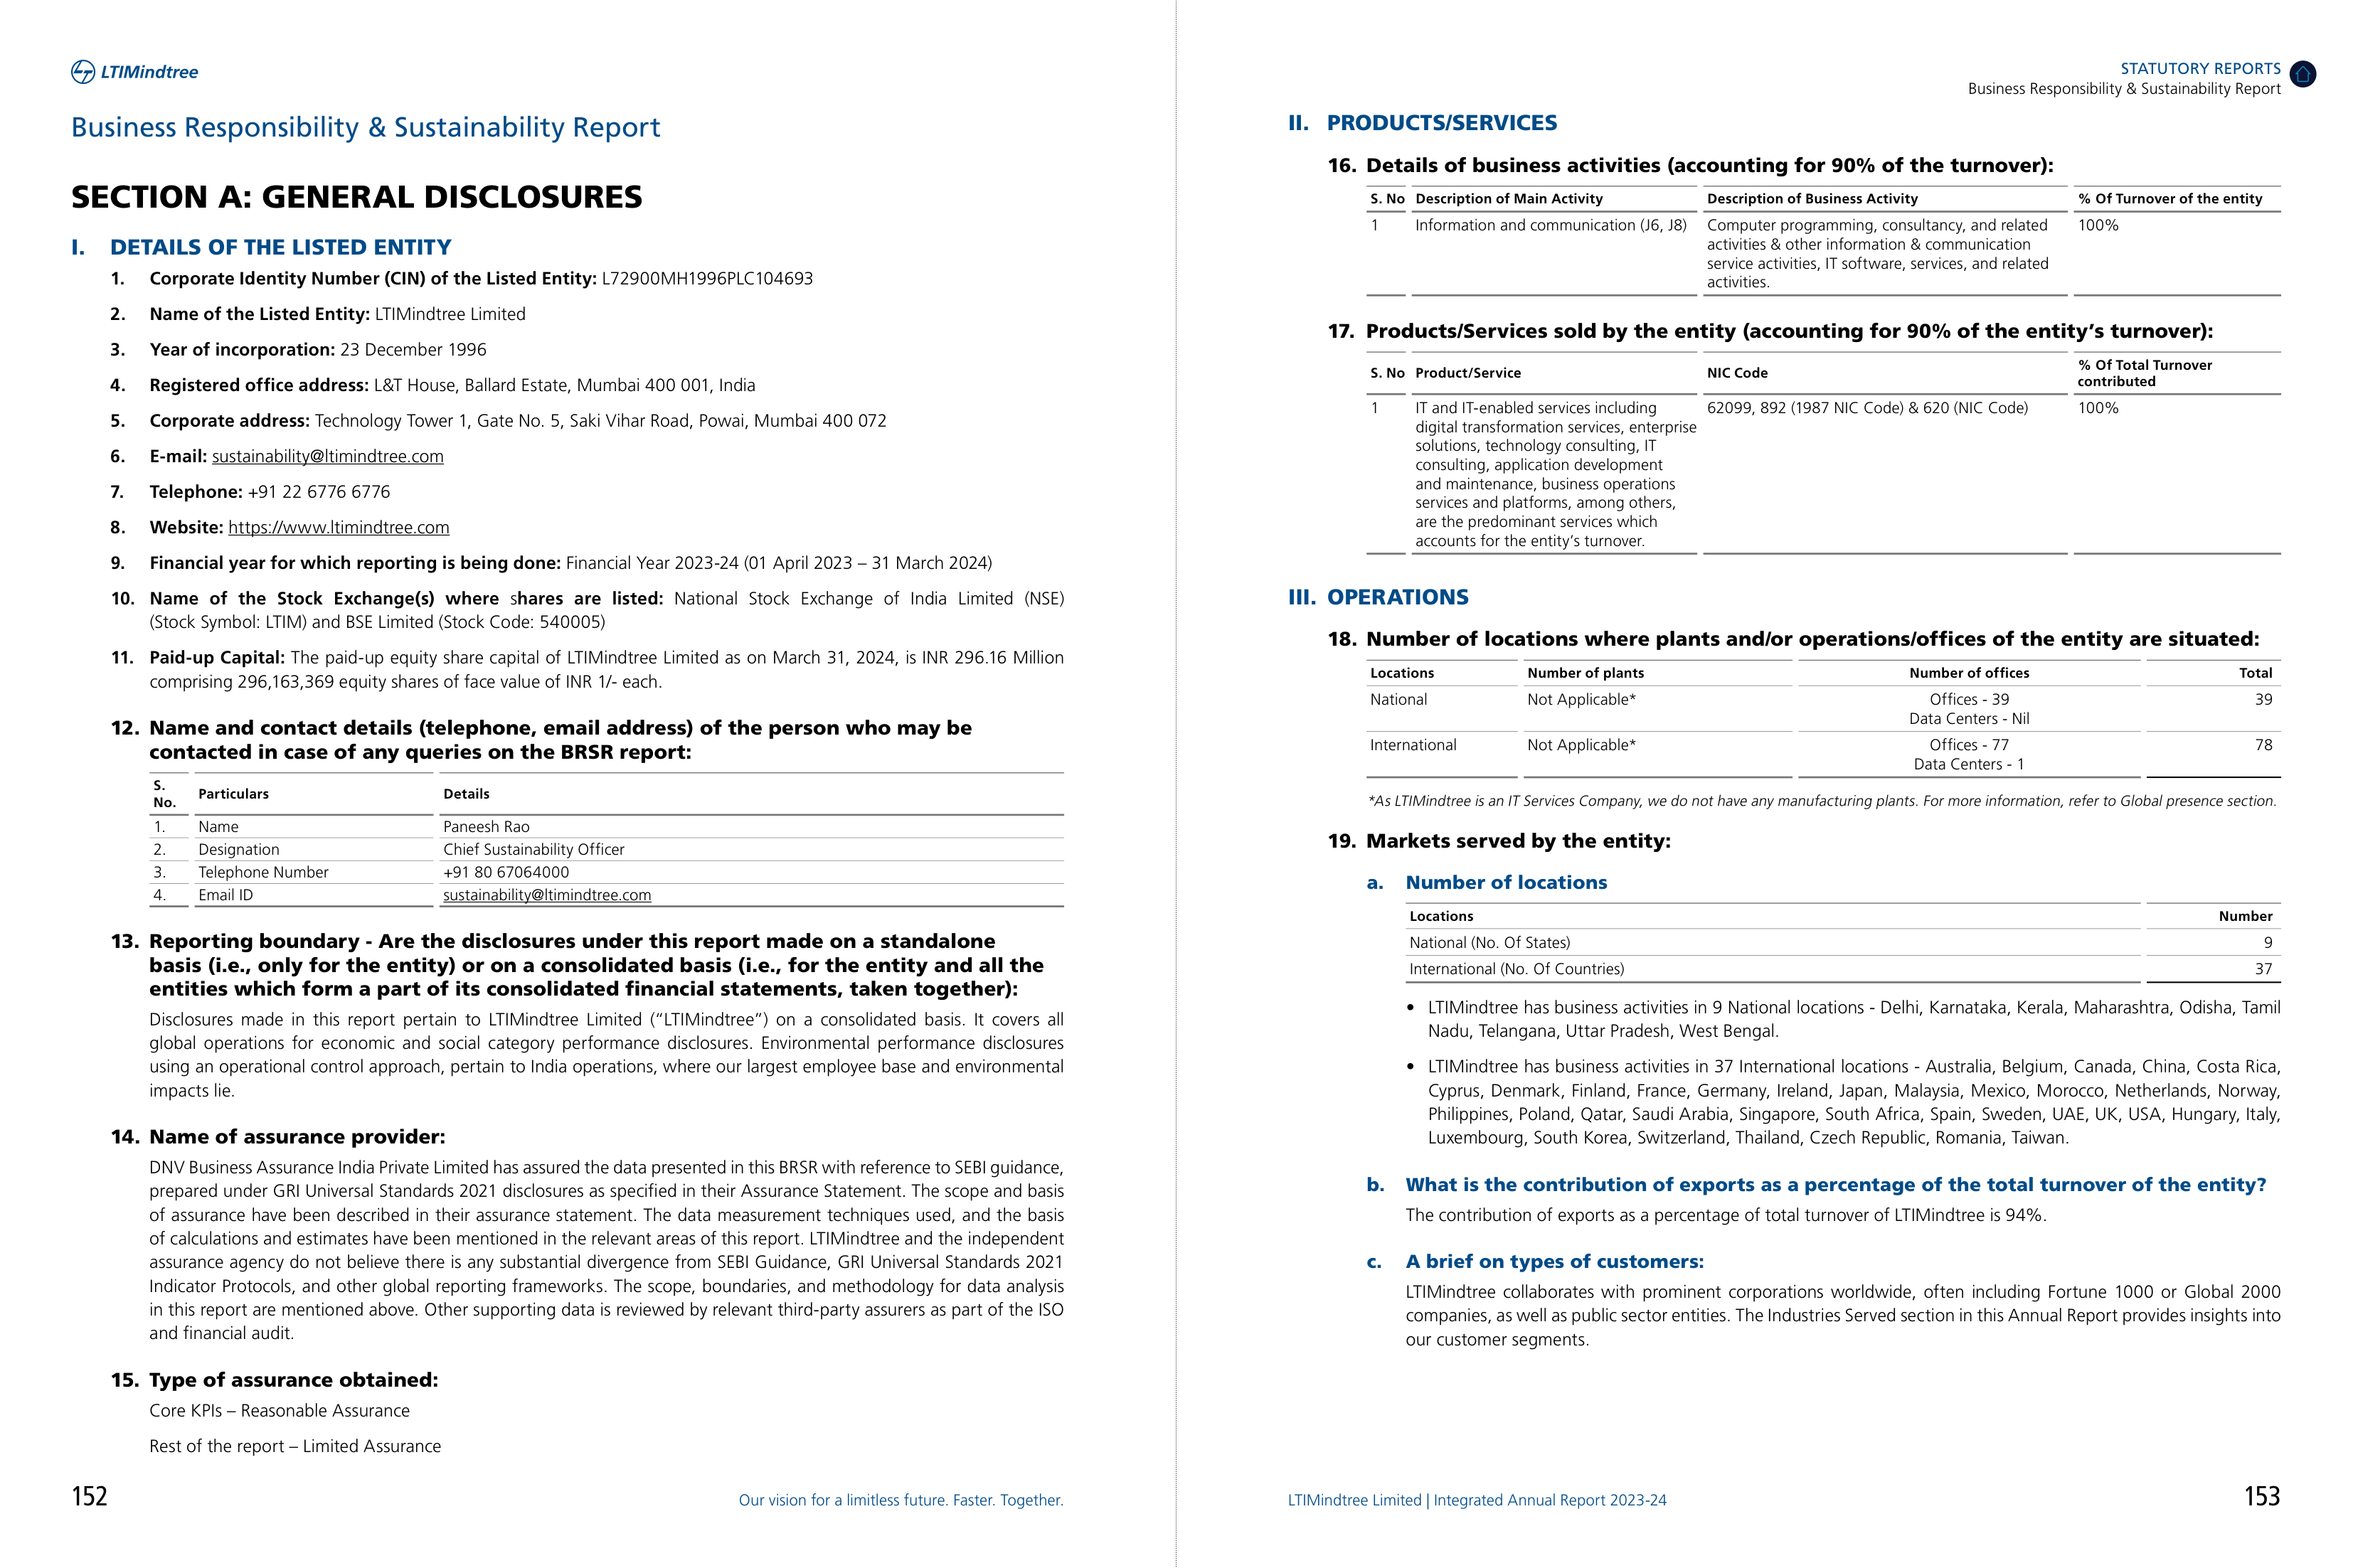 LTIMindtree
Business Responsibility & Sustainability Report
SECTION A: GENERAL DISCLOSURES
I. DETAILS OF THE LISTED ENTITY
1. Corporate Identity Number (CIN) of the Listed Entity: L72900MH1996PLC104693
2. Name of the Listed Entity: LTIMindtree Limited
3. Year of incorporation: 23 December 1996
4. Registered office address: L&T House, Ballard Estate, Mumbai 400 001, India
5. Corporate address: Technology Tower 1, Gate No. 5, Saki Vihar Road, Powai, Mumbai 400 072
6. E-mail: sustainability@ltimindtree.com
7. Telephone: +91 22 6776 6776
8. Website: https://www.ltimindtree.com
9. Financial year for which reporting is being done: Financial Year 2023-24 (01 April 2023 – 31 March 2024)
10. Name of the Stock Exchange(s) where shares are listed: National Stock Exchange of India Limited (NSE)
(Stock Symbol: LTIM) and BSE Limited (Stock Code: 540005)
11. Paid-up Capital: The paid-up equity share capital of LTIMindtree Limited as on March 31, 2024, is INR 296.16 Million
comprising 296,163,369 equity shares of face value of INR 1/- each.
12. Name and contact details (telephone, email address) of the person who may be
contacted in case of any queries on the BRSR report:
S.
No. Particulars Details
1. Name Paneesh Rao
2. Designation Chief Sustainability Officer
3. Telephone Number +91 80 67064000
4. Email ID sustainability@ltimindtree.com
13. Reporting boundary - Are the disclosures under this report made on a standalone
basis (i.e., only for the entity) or on a consolidated basis (i.e., for the entity and all the
entities which form a part of its consolidated financial statements, taken together):
Disclosures made in this report pertain to LTIMindtree Limited (“LTIMindtree”) on a consolidated basis. It covers all
global operations for economic and social category performance disclosures. Environmental performance disclosures
using an operational control approach, pertain to India operations, where our largest employee base and environmental
impacts lie.
14. Name of assurance provider:
DNV Business Assurance India Private Limited has assured the data presented in this BRSR with reference to SEBI guidance,
prepared under GRI Universal Standards 2021 disclosures as specified in their Assurance Statement. The scope and basis
of assurance have been described in their assurance statement. The data measurement techniques used, and the basis
of calculations and estimates have been mentioned in the relevant areas of this report. LTIMindtree and the independent
assurance agency do not believe there is any substantial divergence from SEBI Guidance, GRI Universal Standards 2021
Indicator Protocols, and other global reporting frameworks. The scope, boundaries, and methodology for data analysis
in this report are mentioned above. Other supporting data is reviewed by relevant third-party assurers as part of the ISO
and financial audit.
15. Type of assurance obtained:
Core KPIs – Reasonable Assurance
Rest of the report – Limited Assurance
152
Our vision for a limitless future. Faster. Together.
STATUTORY REPORTS
Business Responsibility & Sustainability Report
II. PRODUCTS/SERVICES
16. Details of business activities (accounting for 90% of the turnover):
S. No Description of Main Activity Description of Business Activity % Of Turnover of the entity
1 Information and communication (J6, J8) Computer programming, consultancy, and related 100%
activities & other information & communication
service activities, IT software, services, and related
activities.
17. Products/Services sold by the entity (accounting for 90% of the entity’s turnover):
S. No Product/Service NIC Code % Of Total Turnover
contributed
1 IT and IT-enabled services including 62099, 892 (1987 NIC Code) & 620 (NIC Code) 100%
digital transformation services, enterprise
solutions, technology consulting, IT
consulting, application development
and maintenance, business operations
services and platforms, among others,
are the predominant services which
accounts for the entity’s turnover.
III. OPERATIONS
18. Number of locations where plants and/or operations/offices of the entity are situated:
Locations Number of plants Number of offices Total
National Not Applicable* Offices - 39 39
Data Centers - Nil
International Not Applicable* Offices - 77 78
Data Centers - 1
*As LTIMindtree is an IT Services Company, we do not have any manufacturing plants. For more information, refer to Global presence section.
19. Markets served by the entity:
a. Number of locations
Locations Number
National (No. Of States) 9
International (No. Of Countries) 37
• LTIMindtree has business activities in 9 National locations - Delhi, Karnataka, Kerala, Maharashtra, Odisha, Tamil
Nadu, Telangana, Uttar Pradesh, West Bengal.
• LTIMindtree has business activities in 37 International locations - Australia, Belgium, Canada, China, Costa Rica,
Cyprus, Denmark, Finland, France, Germany, Ireland, Japan, Malaysia, Mexico, Morocco, Netherlands, Norway,
Philippines, Poland, Qatar, Saudi Arabia, Singapore, South Africa, Spain, Sweden, UAE, UK, USA, Hungary, Italy,
Luxembourg, South Korea, Switzerland, Thailand, Czech Republic, Romania, Taiwan.
b. What is the contribution of exports as a percentage of the total turnover of the entity?
The contribution of exports as a percentage of total turnover of LTIMindtree is 94%.
c. A brief on types of customers:
LTIMindtree collaborates with prominent corporations worldwide, often including Fortune 1000 or Global 2000
companies, as well as public sector entities. The Industries Served section in this Annual Report provides insights into
our customer segments.
LTIMindtree Limited | Integrated Annual Report 2023-24
153